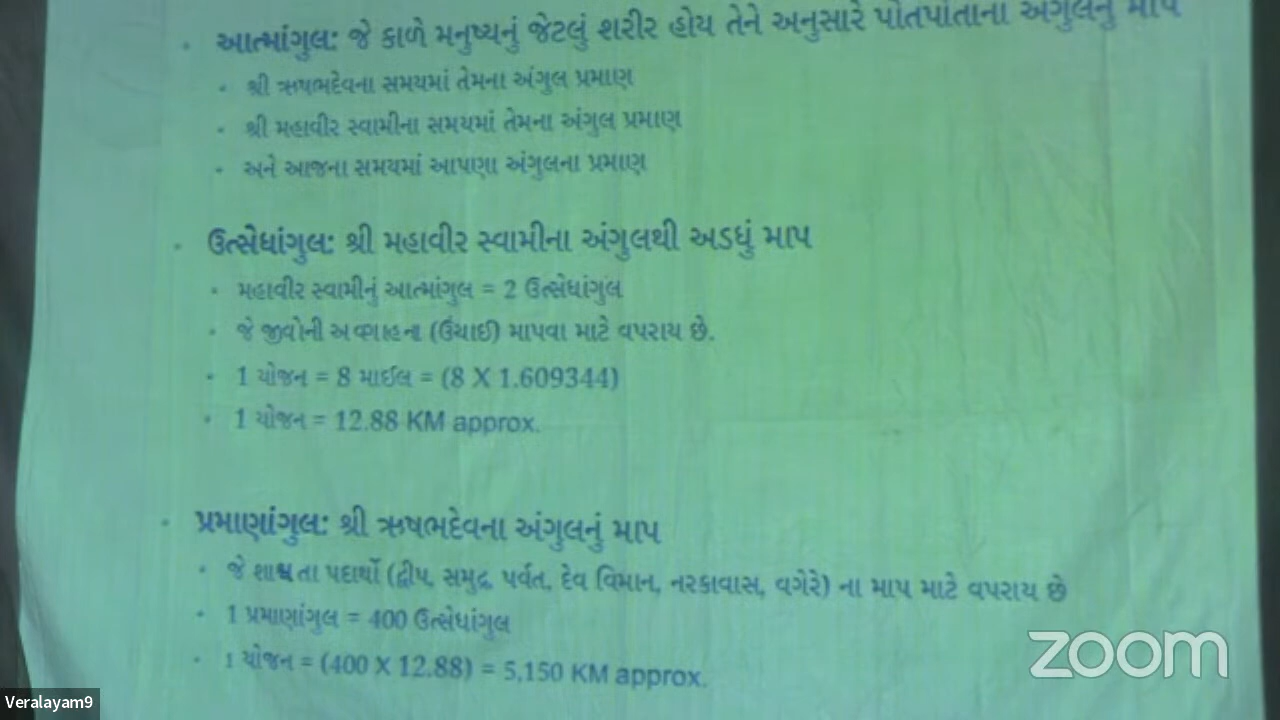 આત્માંગુલ: જે કાળે મનુષ્યનું જેટલું શરીર હોય તેને અનુસારે પોતપોતાના અંગુલનું માપ
શ્રી ઋષભદેવના સમયમાં તેમના અંગુલ પ્રમાણ
શ્રી મહાવીર સ્વામીના સમયમાં તેમના અંગુલ પ્રમાણ
અને આજના સમયમાં આપણા અંગુલના પ્રમાણ
ઉત્સેધાંગુલ: શ્રી મહાવીર સ્વામીના અંગુલથી અડધું માપ
મહાવીર સ્વામીનું આત્માંગુલ = 2 ઉત્સેધાંગુલ
જે જીવોની અવગાહના (ઉંચાઈ) માપવા માટે વપરાય છે.
1 યોજન = 8 માઈલ = (8 X 1.609344)
1 યોજન = 12.88 KM approx.
પ્રમાણાંગુલ: શ્રી ઋષભદેવના અંગુલનું માપ
જે શાશ્વતા પદાર્થો (દ્વીપ, સમુદ્ર, પર્વત, દેવ વિમાન, નરકાવાસ, વગેરે) ના માપ માટે વપરાય છે
1 પ્રમાણાંગુલ = 400 ઉત્સેધાંગુલ
1 યોજન = (400 X 12.88) = 5,150 KM approx.
zoom
Veralayam9